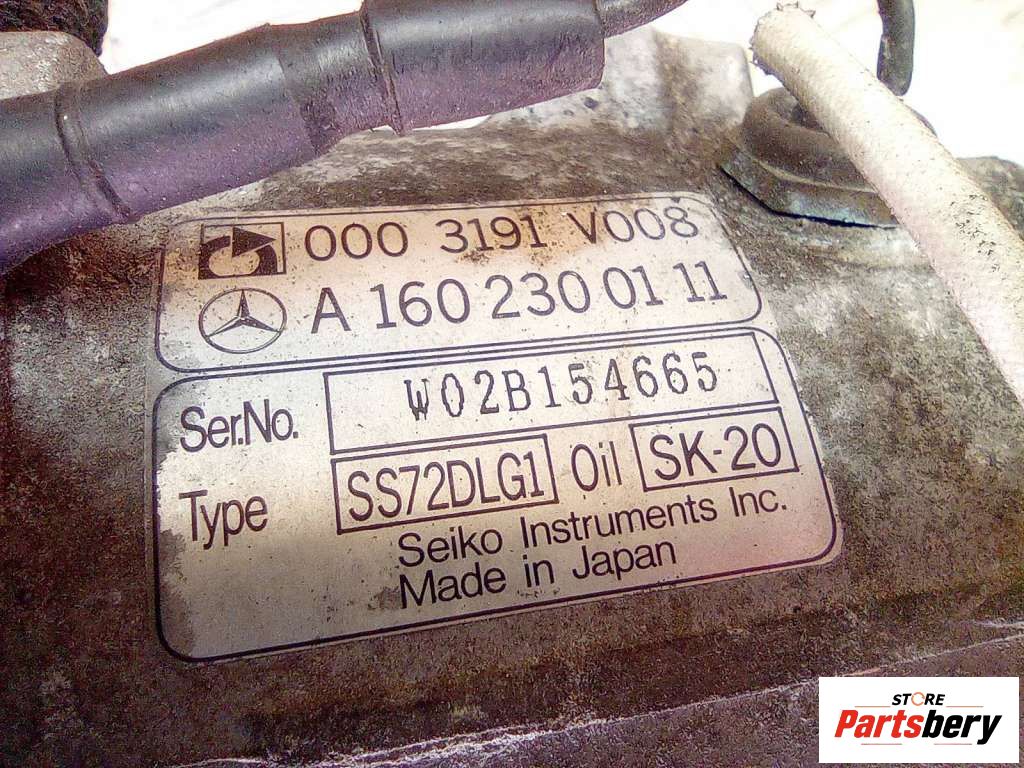 000 3191 V008
A 160 230 01 11
Ser.No. W02B154665
Type SS72DLG1 Oil SK-20
Seiko Instruments Inc.
Made in Japan
STORE
Partsbery